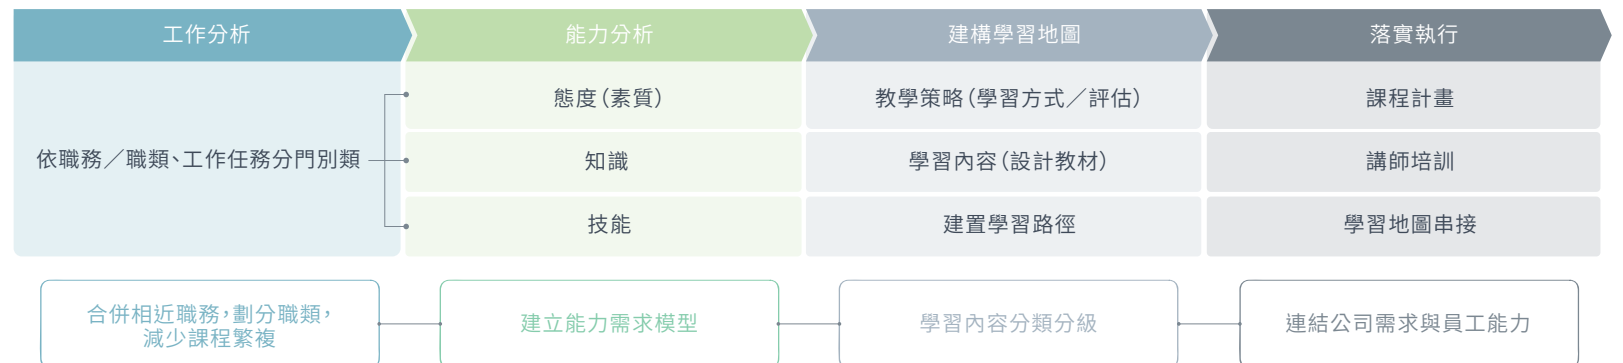 工作分析
能力分析
建構學習地圖
落實執行
依職務／職類、工作任務分門別類
態度（素質）
教學策略（學習方式／評估）
課程計畫
知識
學習內容（設計教材）
講師培訓
技能
建置學習路徑
學習地圖串接
合併相近職務，劃分職類，
減少課程繁複
建立能力需求模型
學習內容分類分級
連結公司需求與員工能力